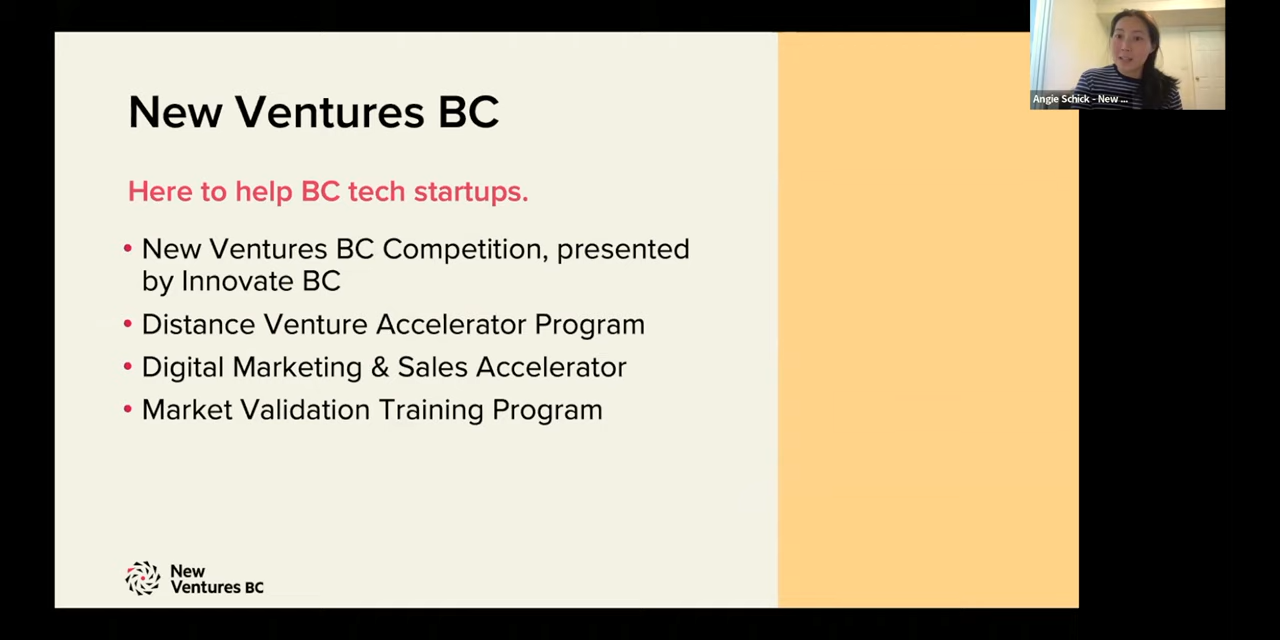 New Ventures BC
Here to help BC tech startups.
• New Ventures BC Competition, presented
by Innovate BC
• Distance Venture Accelerator Program
• Digital Marketing & Sales Accelerator
• Market Validation Training Program
New
Ventures BC
Angie Schick - New ...